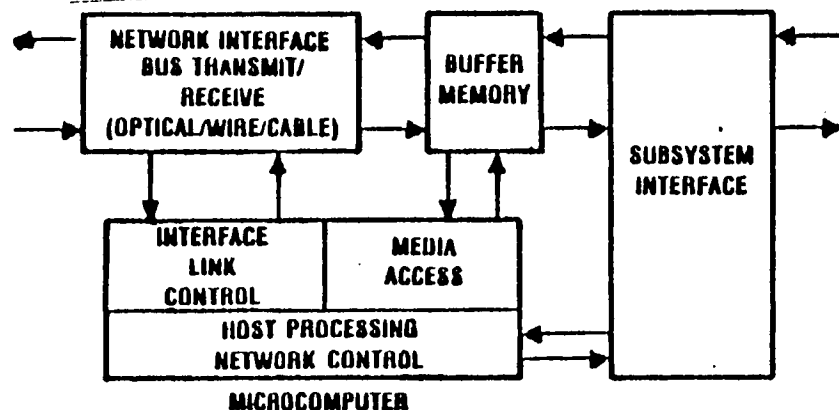 NETWORK INTERFACE
BUS TRANSMIT/
RECEIVE
(OPTICAL/WIRE/CABLE)
BUFFER
MEMORY
SUBSYSTEM
INTERFACE
INTERFACE
LINK
CONTROL
MEDIA
ACCESS
HOST PROCESSING
NETWORK CONTROL
MICROCOMPUTER